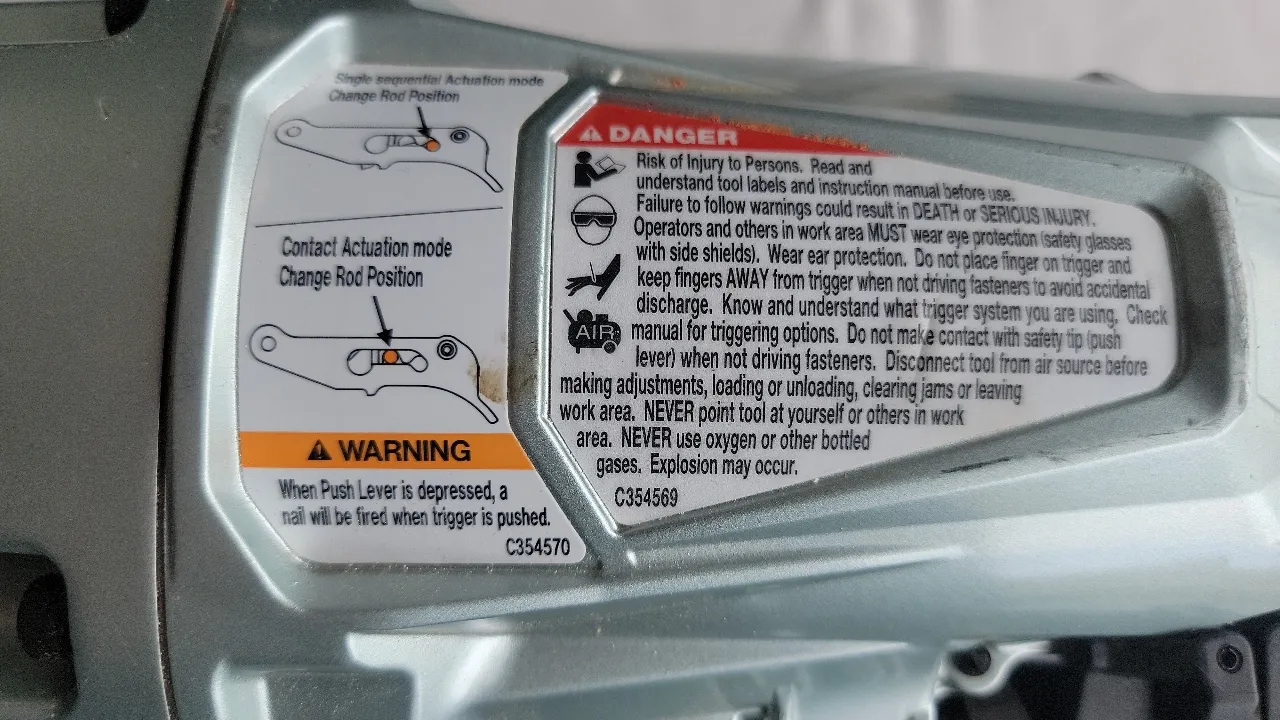 Single sequential Actuation mode
Change Rod Position
Contact Actuation mode
Change Rod Position
WARNING
When Push Lever is depressed, a
nail will be fired when trigger is pushed.
C354570
DANGER
Risk of Injury to Persons. Read and
understand tool labels and instruction manual before use.
Failure to follow warnings could result in DEATH or SERIOUS INJURY.
Operators and others in work area MUST wear eye protection (safety glasses
with side shields). Wear ear protection. Do not place finger on trigger and
keep fingers AWAY from trigger when not driving fasteners to avoid accidental
discharge. Know and understand what trigger system you are using. Check
AIR
manual for triggering options. Do not make contact with safety tip (push
lever) when not driving fasteners. Disconnect tool from air source before
making adjustments, loading or unloading, clearing jams or leaving
work area. NEVER point tool at yourself or others in work
area. NEVER use oxygen or other bottled
gases. Explosion may occur.
C354569